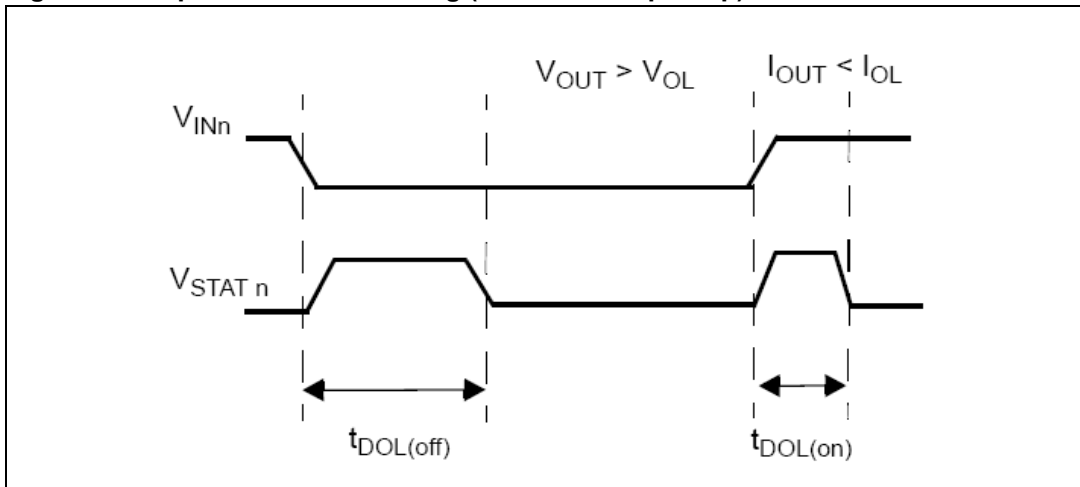 V_OUT > V_OL
I_OUT < I_OL
V_INn
V_STAT n
t_DOL(off)
t_DOL(on)